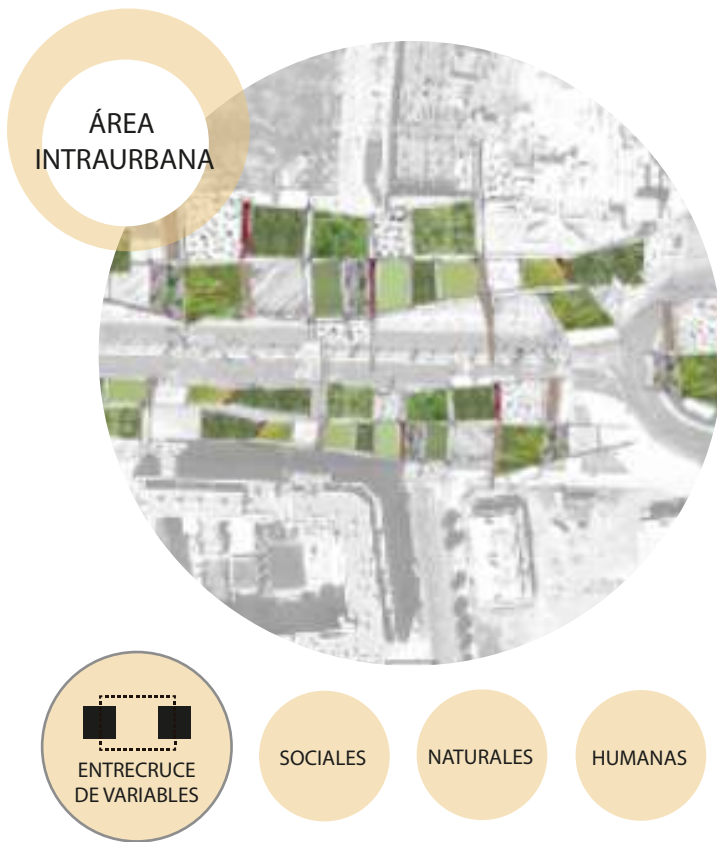 ÁREA
INTRAURBANA
ENTRECRUCE
DE VARIABLES
SOCIALES
NATURALES
HUMANAS